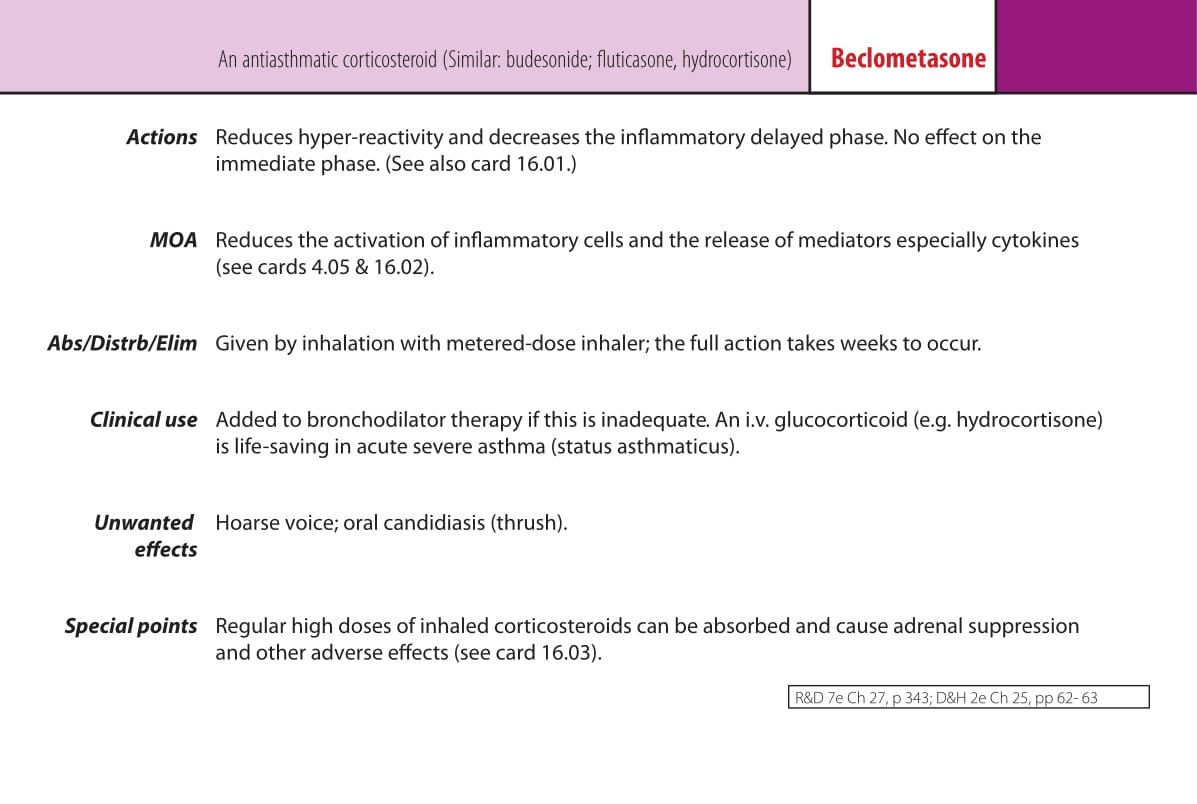 An antiasthmatic corticosteroid (Similar: budesonide; fluticasone, hydrocortisone)
Beclometasone
Actions Reduces hyper-reactivity and decreases the inflammatory delayed phase. No effect on the
immediate phase. (See also card 16.01.)
MOA Reduces the activation of inflammatory cells and the release of mediators especially cytokines
(see cards 4.05 & 16.02).
Abs/Distrb/Elim Given by inhalation with metered-dose inhaler; the full action takes weeks to occur.
Clinical use Added to bronchodilator therapy if this is inadequate. An i.v. glucocorticoid (e.g. hydrocortisone)
is life-saving in acute severe asthma (status asthmaticus).
Unwanted Hoarse voice; oral candidiasis (thrush).
effects
Special points Regular high doses of inhaled corticosteroids can be absorbed and cause adrenal suppression
and other adverse effects (see card 16.03).
R&D 7e Ch 27, p 343; D&H 2e Ch 25, pp 62- 63